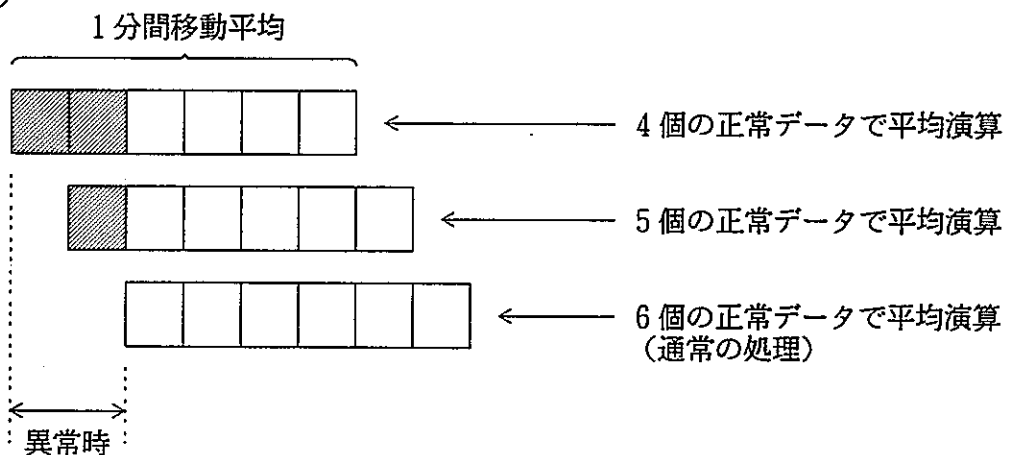 1分間移動平均
4個の正常データで平均演算
5個の正常データで平均演算
6個の正常データで平均演算
（通常の処理）
異常時